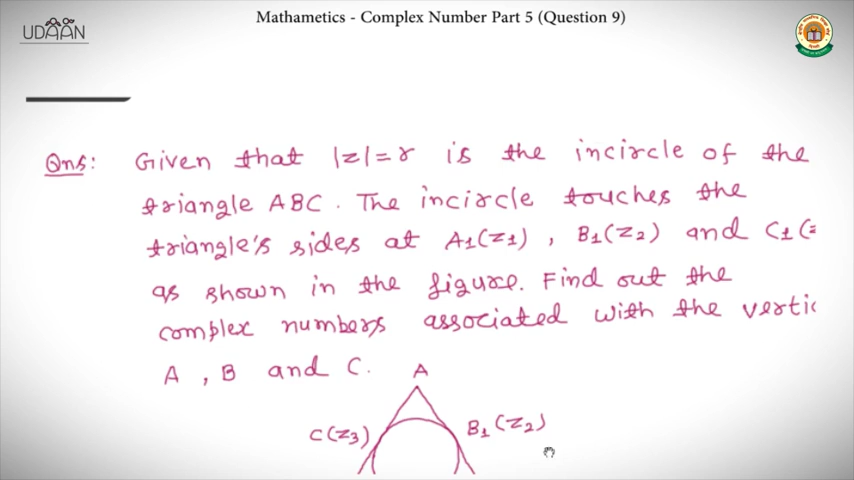 Mathametics - Complex Number Part 5 (Question 9)
UDAAN
Qns: Given that |z|=r is the incircle of the
triangle ABC. The incircle touches the
triangle's sides at A1(z1), B1(z2) and C1(z
as shown in the figure. Find out the
complex numbers associated with the vertic
A, B and C.
A
C(z3) B1(z2)